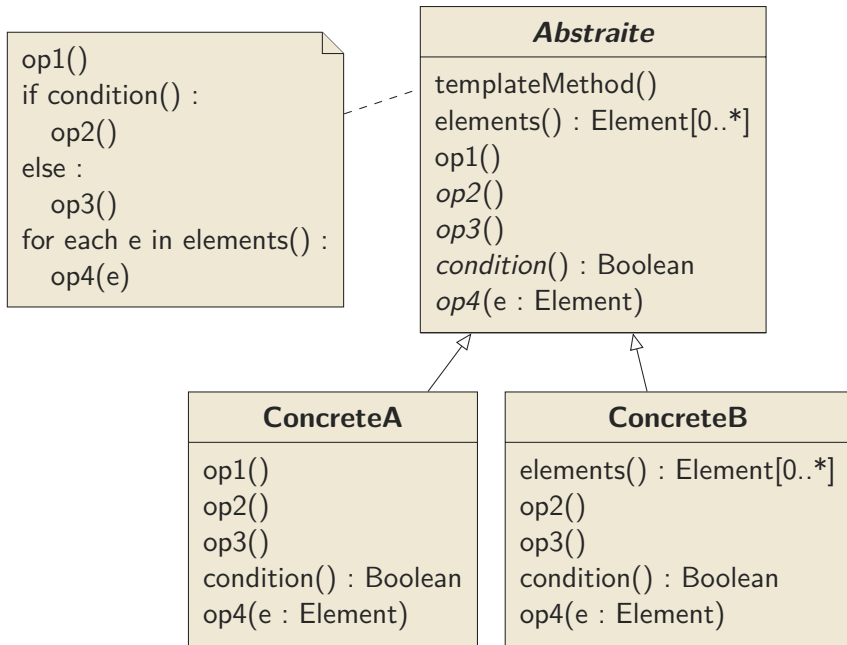 op1()
if condition() :
op2()
else :
op3()
for each e in elements() :
op4(e)
Abstraite
templateMethod()
elements() : Element[0..*]
op1()
op2()
op3()
condition() : Boolean
op4(e : Element)
ConcreteA
op1()
op2()
op3()
condition() : Boolean
op4(e : Element)
ConcreteB
elements() : Element[0..*]
op2()
op3()
condition() : Boolean
op4(e : Element)